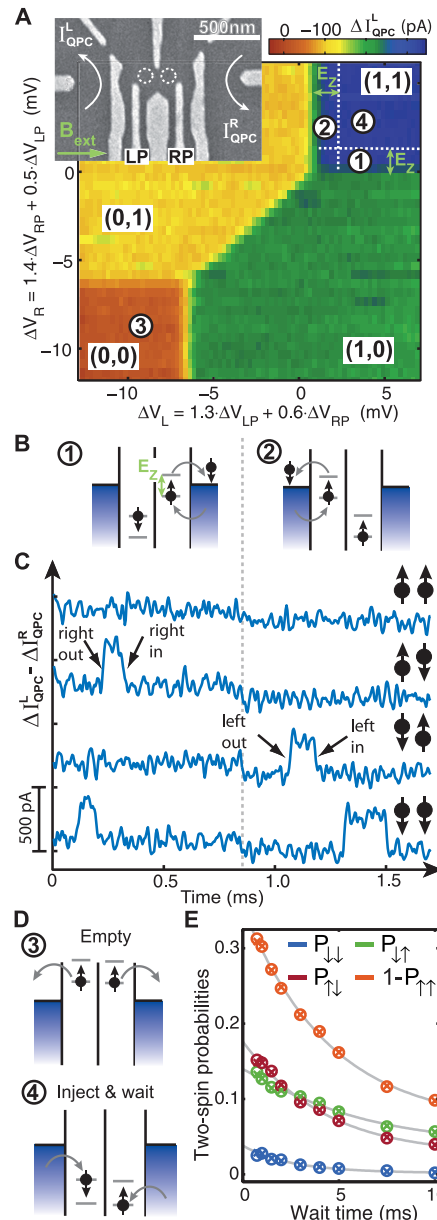 A
500nm
ΔI^L_QPC (pA)
−100
0
I^L_QPC
I^R_QPC
B_ext
LP
RP
E_Z
(1,1)
②
④
①
E_Z
(0,1)
③
(0,0)
(1,0)
0
−5
−10
ΔV_R = 1.4·ΔV_RP + 0.5·ΔV_LP (mV)
−10
−5
0
5
ΔV_L = 1.3·ΔV_LP + 0.6·ΔV_RP (mV)
B
①
E_Z
②
C
ΔI^L_QPC − ΔI^R_QPC
right
out
right
in
left
out
left
in
500 pA
0
0.5
1.0
1.5
Time (ms)
D
③
Empty
④
Inject & wait
E
P↓↓
P↓↑
P↑↓
1-P↑↑
Two-spin probabilities
0.3
0.2
0.1
0
0
5
10
Wait time (ms)